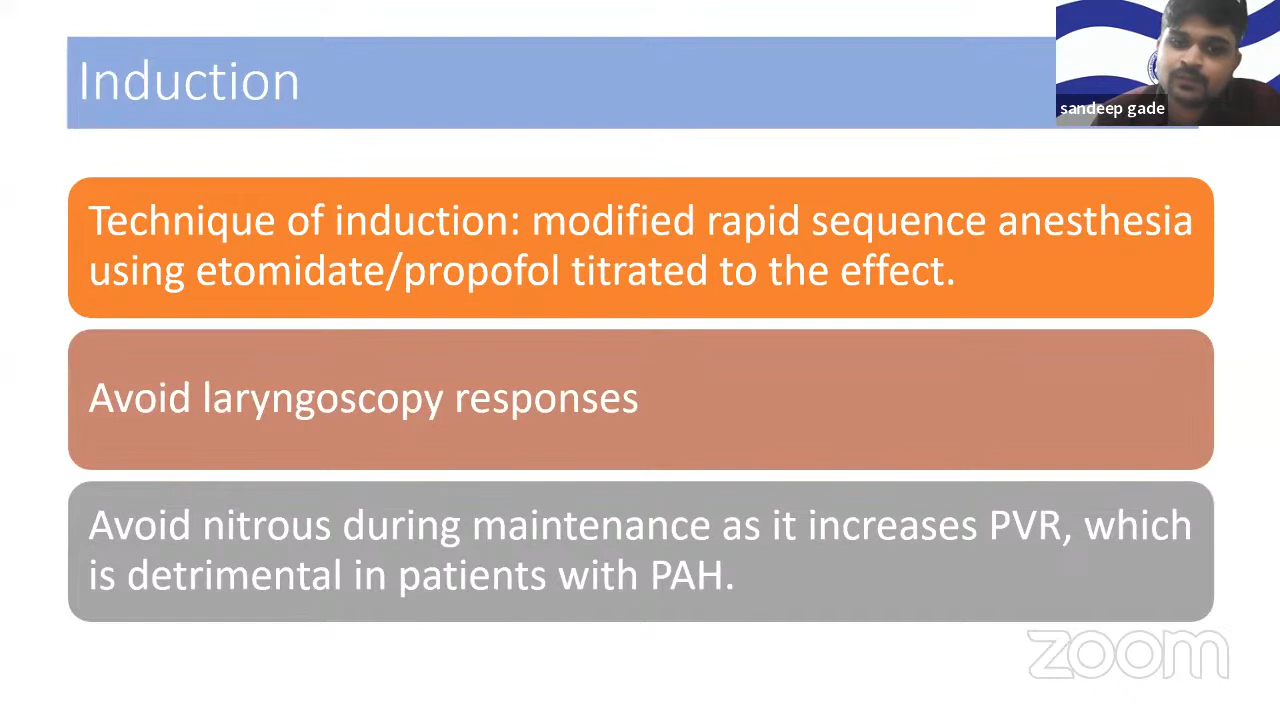 Induction
sandeep gade
Technique of induction: modified rapid sequence anesthesia
using etomidate/propofol titrated to the effect.
Avoid laryngoscopy responses
Avoid nitrous during maintenance as it increases PVR, which
is detrimental in patients with PAH.
zoom